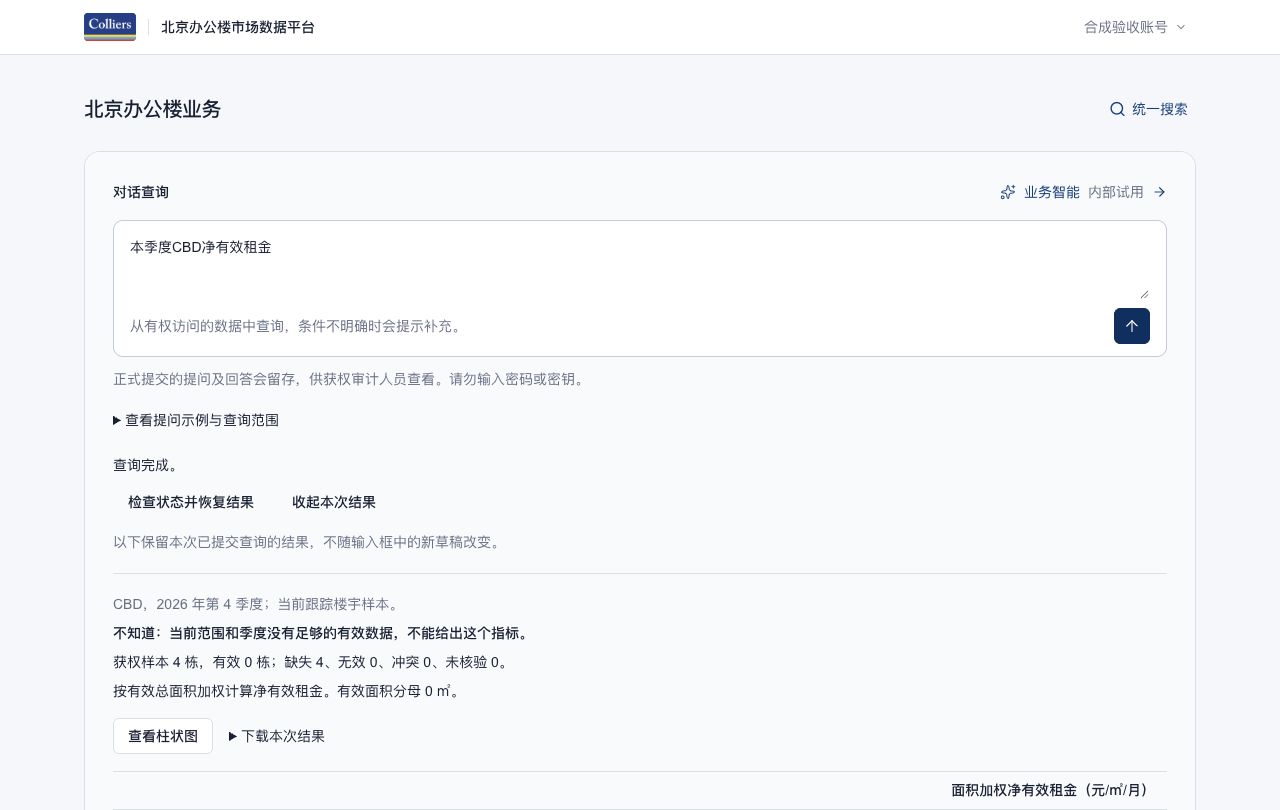 Colliers
北京办公楼市场数据平台
合成验收账号
北京办公楼业务
统一搜索
对话查询
业务智能 内部试用
本季度CBD净有效租金
从有权访问的数据中查询，条件不明确时会提示补充。
正式提交的提问及回答会留存，供获权审计人员查看。请勿输入密码或密钥。
查看提问示例与查询范围
查询完成。
检查状态并恢复结果 收起本次结果
以下保留本次已提交查询的结果，不随输入框中的新草稿改变。
CBD，2026 年第 4 季度；当前跟踪楼宇样本。
不知道：当前范围和季度没有足够的有效数据，不能给出这个指标。
获权样本 4 栋，有效 0 栋；缺失 4、无效 0、冲突 0、未核验 0。
按有效总面积加权计算净有效租金。有效面积分母 0 ㎡。
查看柱状图 下载本次结果
面积加权净有效租金（元/㎡/月）